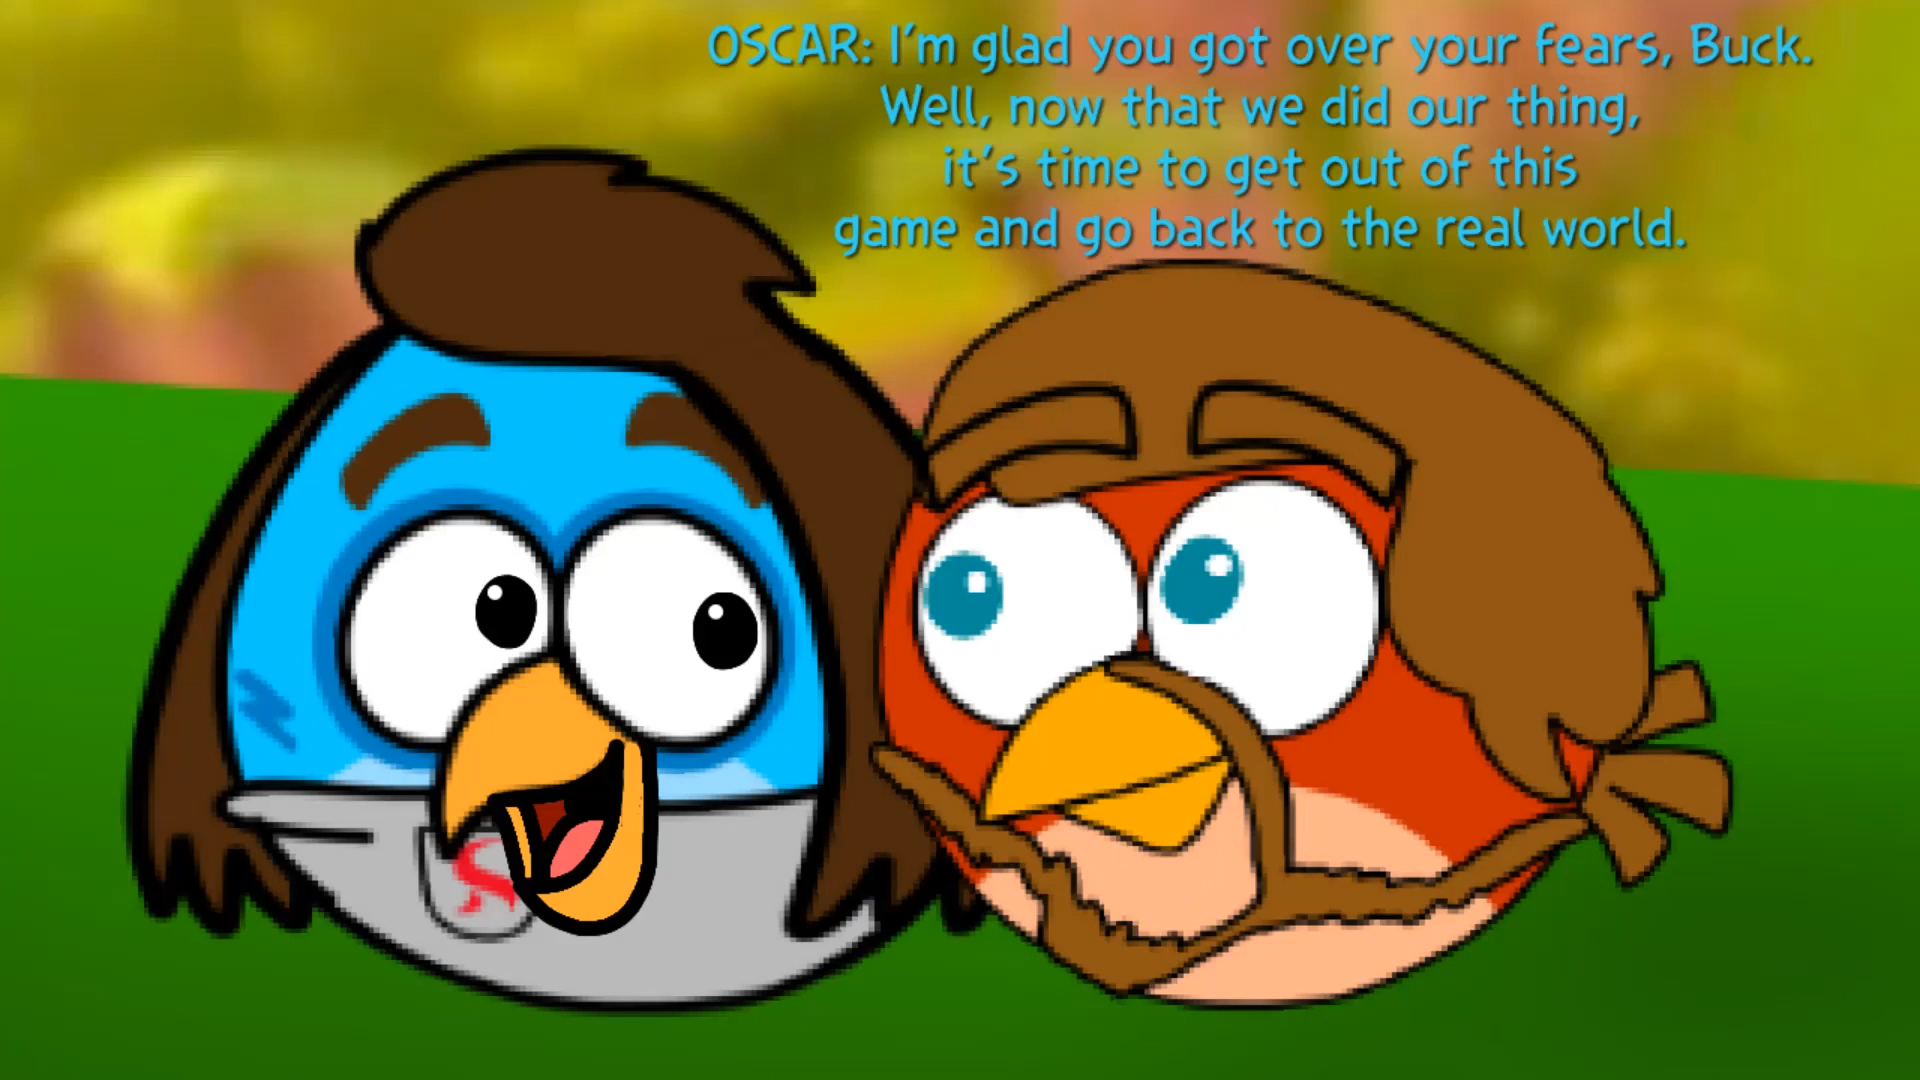 OSCAR: I'm glad you got over your fears, Buck.
Well, now that we did our thing,
it's time to get out of this
game and go back to the real world.
S